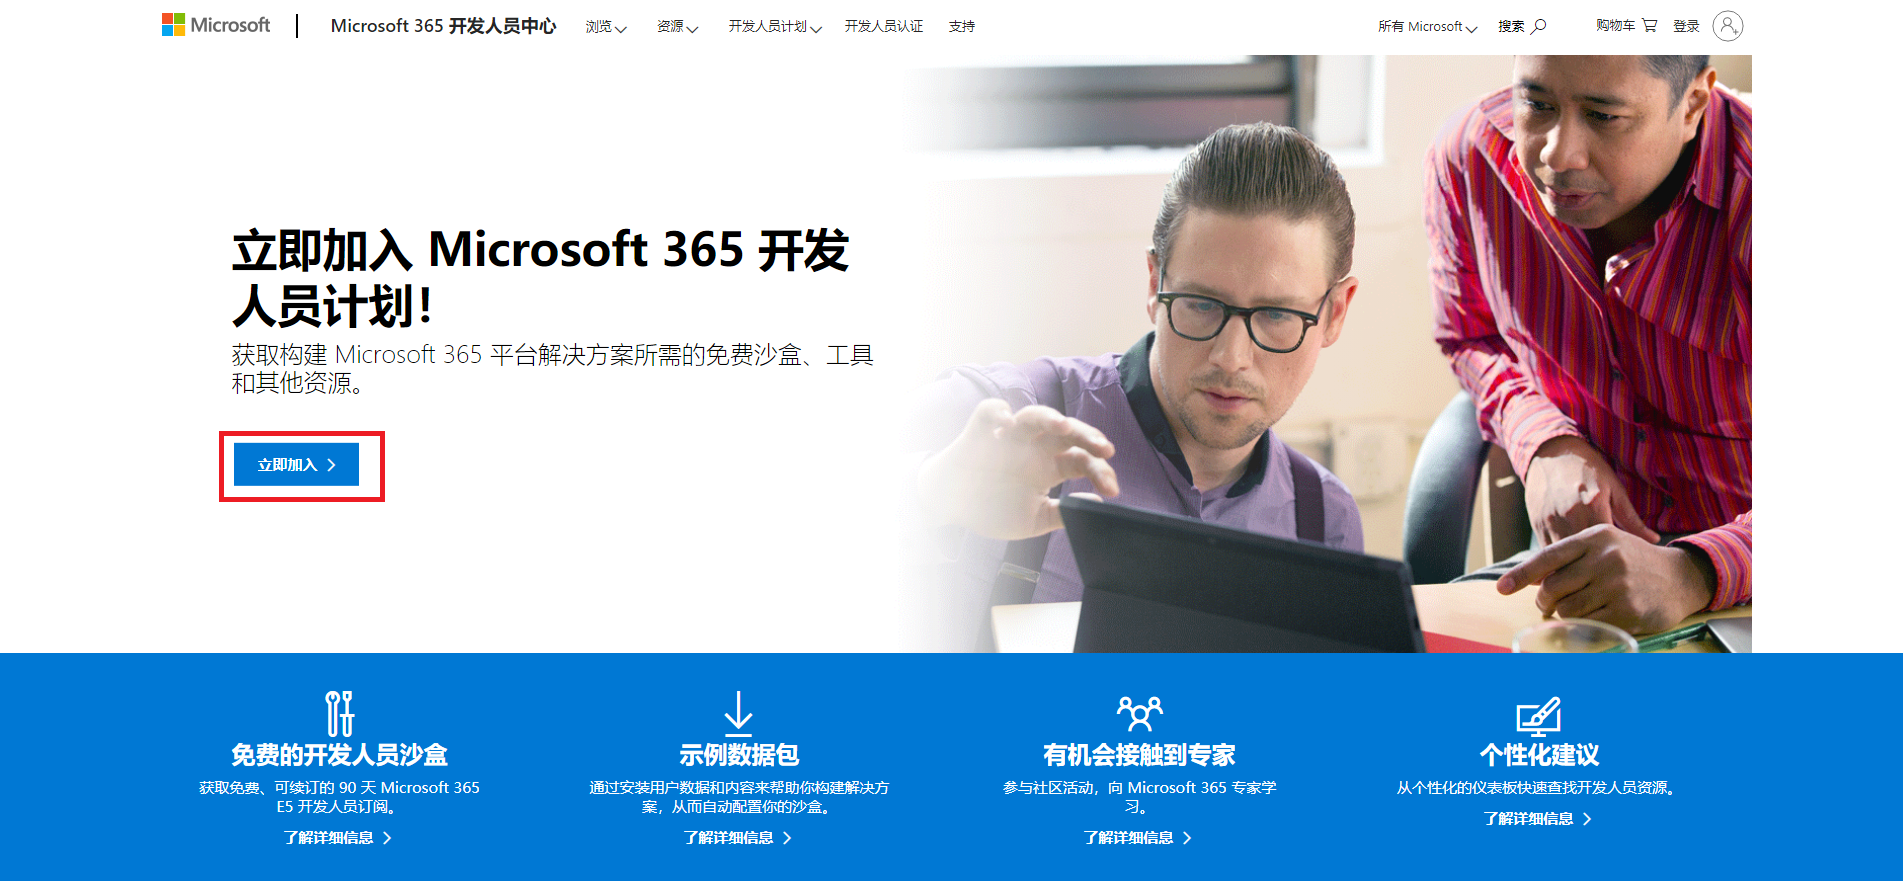 Microsoft
Microsoft 365 开发人员中心
浏览
资源
开发人员计划
开发人员认证
支持
所有 Microsoft
搜索
购物车
登录
立即加入 Microsoft 365 开发
人员计划！
获取构建 Microsoft 365 平台解决方案所需的免费沙盒、工具
和其他资源。
立即加入
免费的开发人员沙盒
获取免费、可续订的 90 天 Microsoft 365
E5 开发人员订阅。
了解详细信息
示例数据包
通过安装用户数据和内容来帮助你构建解决方
案，从而自动配置你的沙盒。
了解详细信息
有机会接触到专家
参与社区活动，向 Microsoft 365 专家学
习。
了解详细信息
个性化建议
从个性化的仪表板快速查找开发人员资源。
了解详细信息